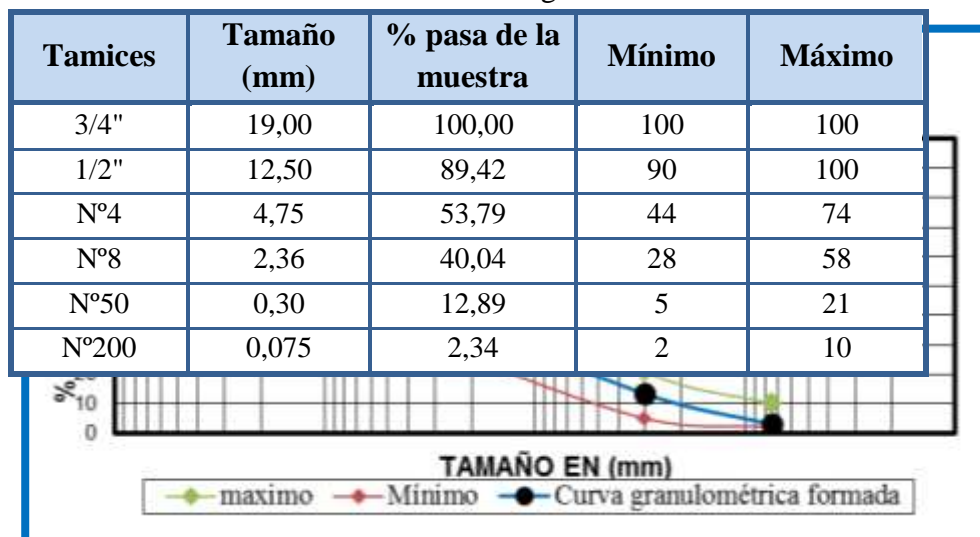 Tamices Tamaño (mm) % pasa de la muestra Mínimo Máximo
3/4" 19,00 100,00 100 100
1/2" 12,50 89,42 90 100
Nº4 4,75 53,79 44 74
Nº8 2,36 40,04 28 58
Nº50 0,30 12,89 5 21
Nº200 0,075 2,34 2 10
%
10
0
TAMAÑO EN (mm)
maximo Mínimo Curva granulométrica formada